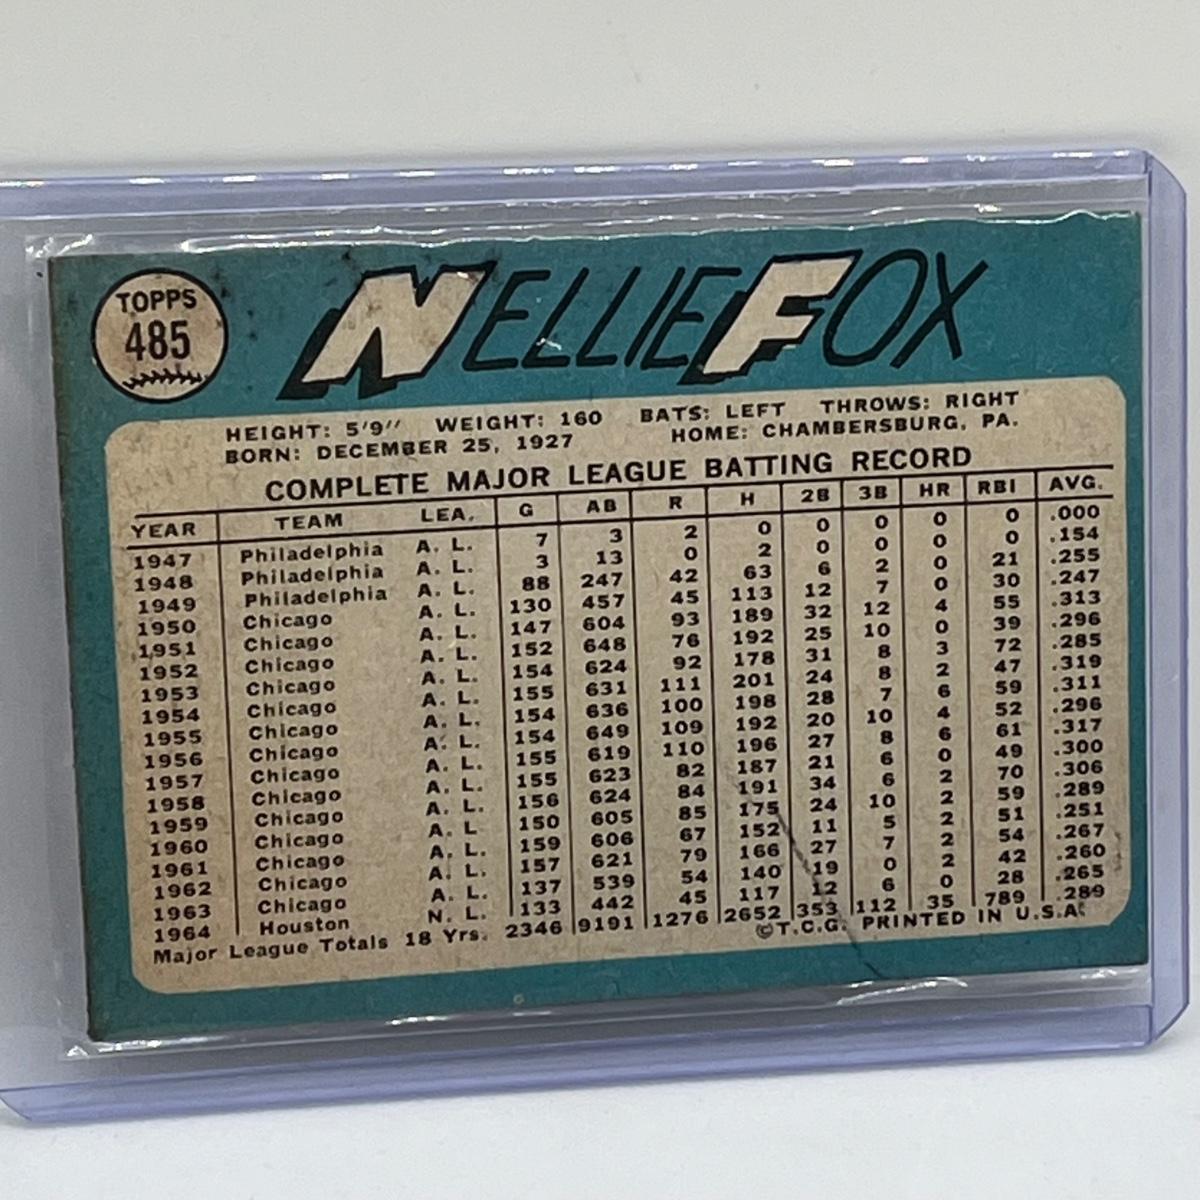 TOPPS
485
NELLIE FOX
HEIGHT: 5'9" WEIGHT: 160 BATS: LEFT THROWS: RIGHT
BORN: DECEMBER 25, 1927 HOME: CHAMBERSBURG, PA.
COMPLETE MAJOR LEAGUE BATTING RECORD
YEAR TEAM LEA. G AB R H 2B 3B HR RBI AVG.
1947 Philadelphia A. L. 7 3 2 0 0 0 0 0 .000
1948 Philadelphia A. L. 3 13 0 2 0 0 0 0 .154
1949 Philadelphia A. L. 88 247 42 63 6 2 0 21 .255
1950 Chicago A. L. 130 457 45 113 12 7 0 30 .247
1951 Chicago A. L. 147 604 93 189 32 12 4 55 .313
1952 Chicago A. L. 152 648 76 192 25 10 0 39 .296
1953 Chicago A. L. 154 624 92 178 31 8 3 72 .285
1954 Chicago A. L. 155 631 111 201 24 8 2 47 .319
1955 Chicago A. L. 154 636 100 198 28 7 6 59 .311
1956 Chicago A. L. 154 649 109 192 20 10 4 52 .296
1957 Chicago A. L. 155 619 110 196 27 8 6 61 .317
1958 Chicago A. L. 155 623 82 187 21 6 0 49 .300
1959 Chicago A. L. 156 624 84 191 34 6 2 70 .306
1960 Chicago A. L 150 605 85 175 24 10 2 59 .289
1961 Chicago A. L. 159 606 67 152 11 5 2 51 .251
1962 Chicago A. L. 157 621 79 166 27 7 2 54 .267
1963 Chicago A. L. 137 539 54 140 19 0 2 42 .260
1964 Houston N. L. 133 442 45 117 12 6 0 28 .265
Major League Totals 18 Yrs. 2346 9191 1276 2652 353 112 35 789 .289
©T.C.G. PRINTED IN U.S.A.